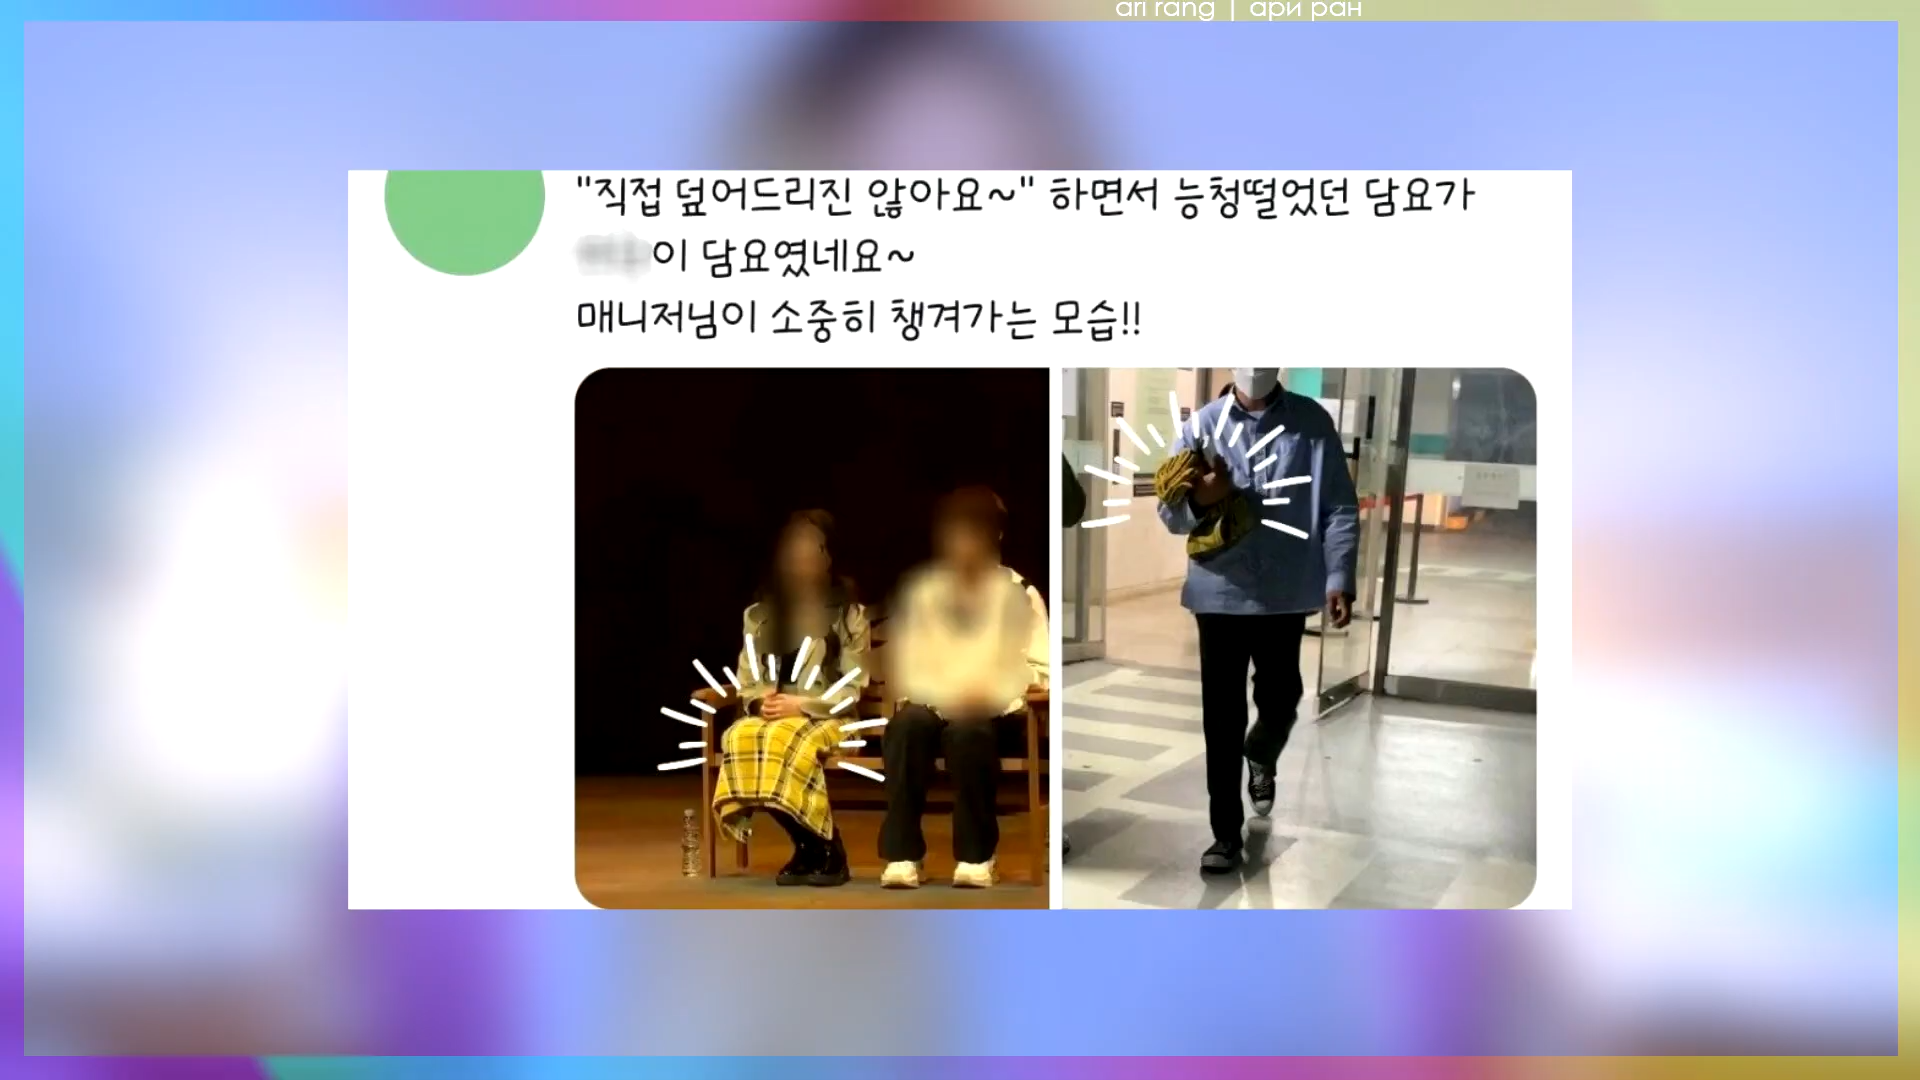 ari rang | ари ран
"직접 덮어드리진 않아요~" 하면서 능청떨었던 담요가
이 담요였네요~
매니저님이 소중히 챙겨가는 모습!!